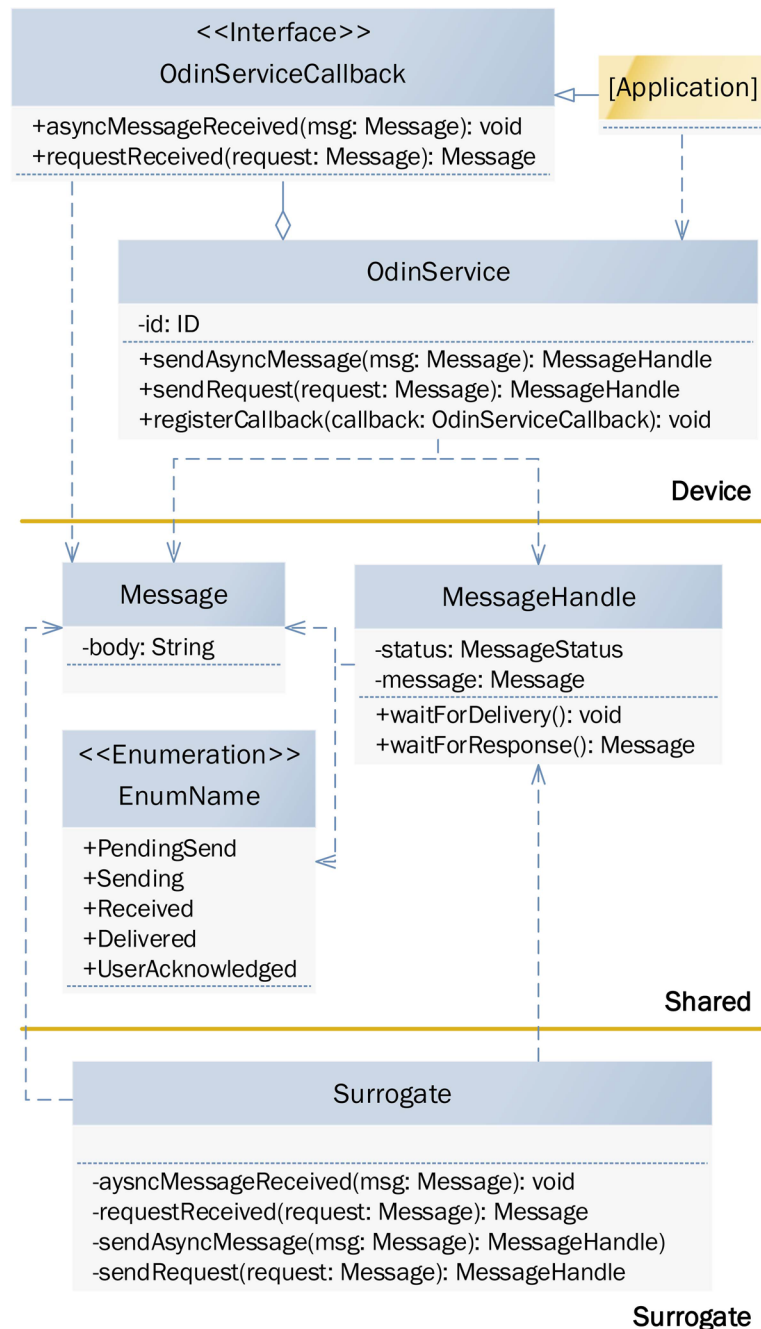 <<Interface>>
OdinServiceCallback
+asyncMessageReceived(msg: Message): void
+requestReceived(request: Message): Message
[Application]
OdinService
-id: ID
+sendAsyncMessage(msg: Message): MessageHandle
+sendRequest(request: Message): MessageHandle
+registerCallback(callback: OdinServiceCallback): void
Device
Message
-body: String
MessageHandle
-status: MessageStatus
-message: Message
+waitForDelivery(): void
+waitForResponse(): Message
<<Enumeration>>
EnumName
+PendingSend
+Sending
+Received
+Delivered
+UserAcknowledged
Shared
Surrogate
-aysncMessageReceived(msg: Message): void
-requestReceived(request: Message): Message
-sendAsyncMessage(msg: Message): MessageHandle)
-sendRequest(request: Message): MessageHandle
Surrogate